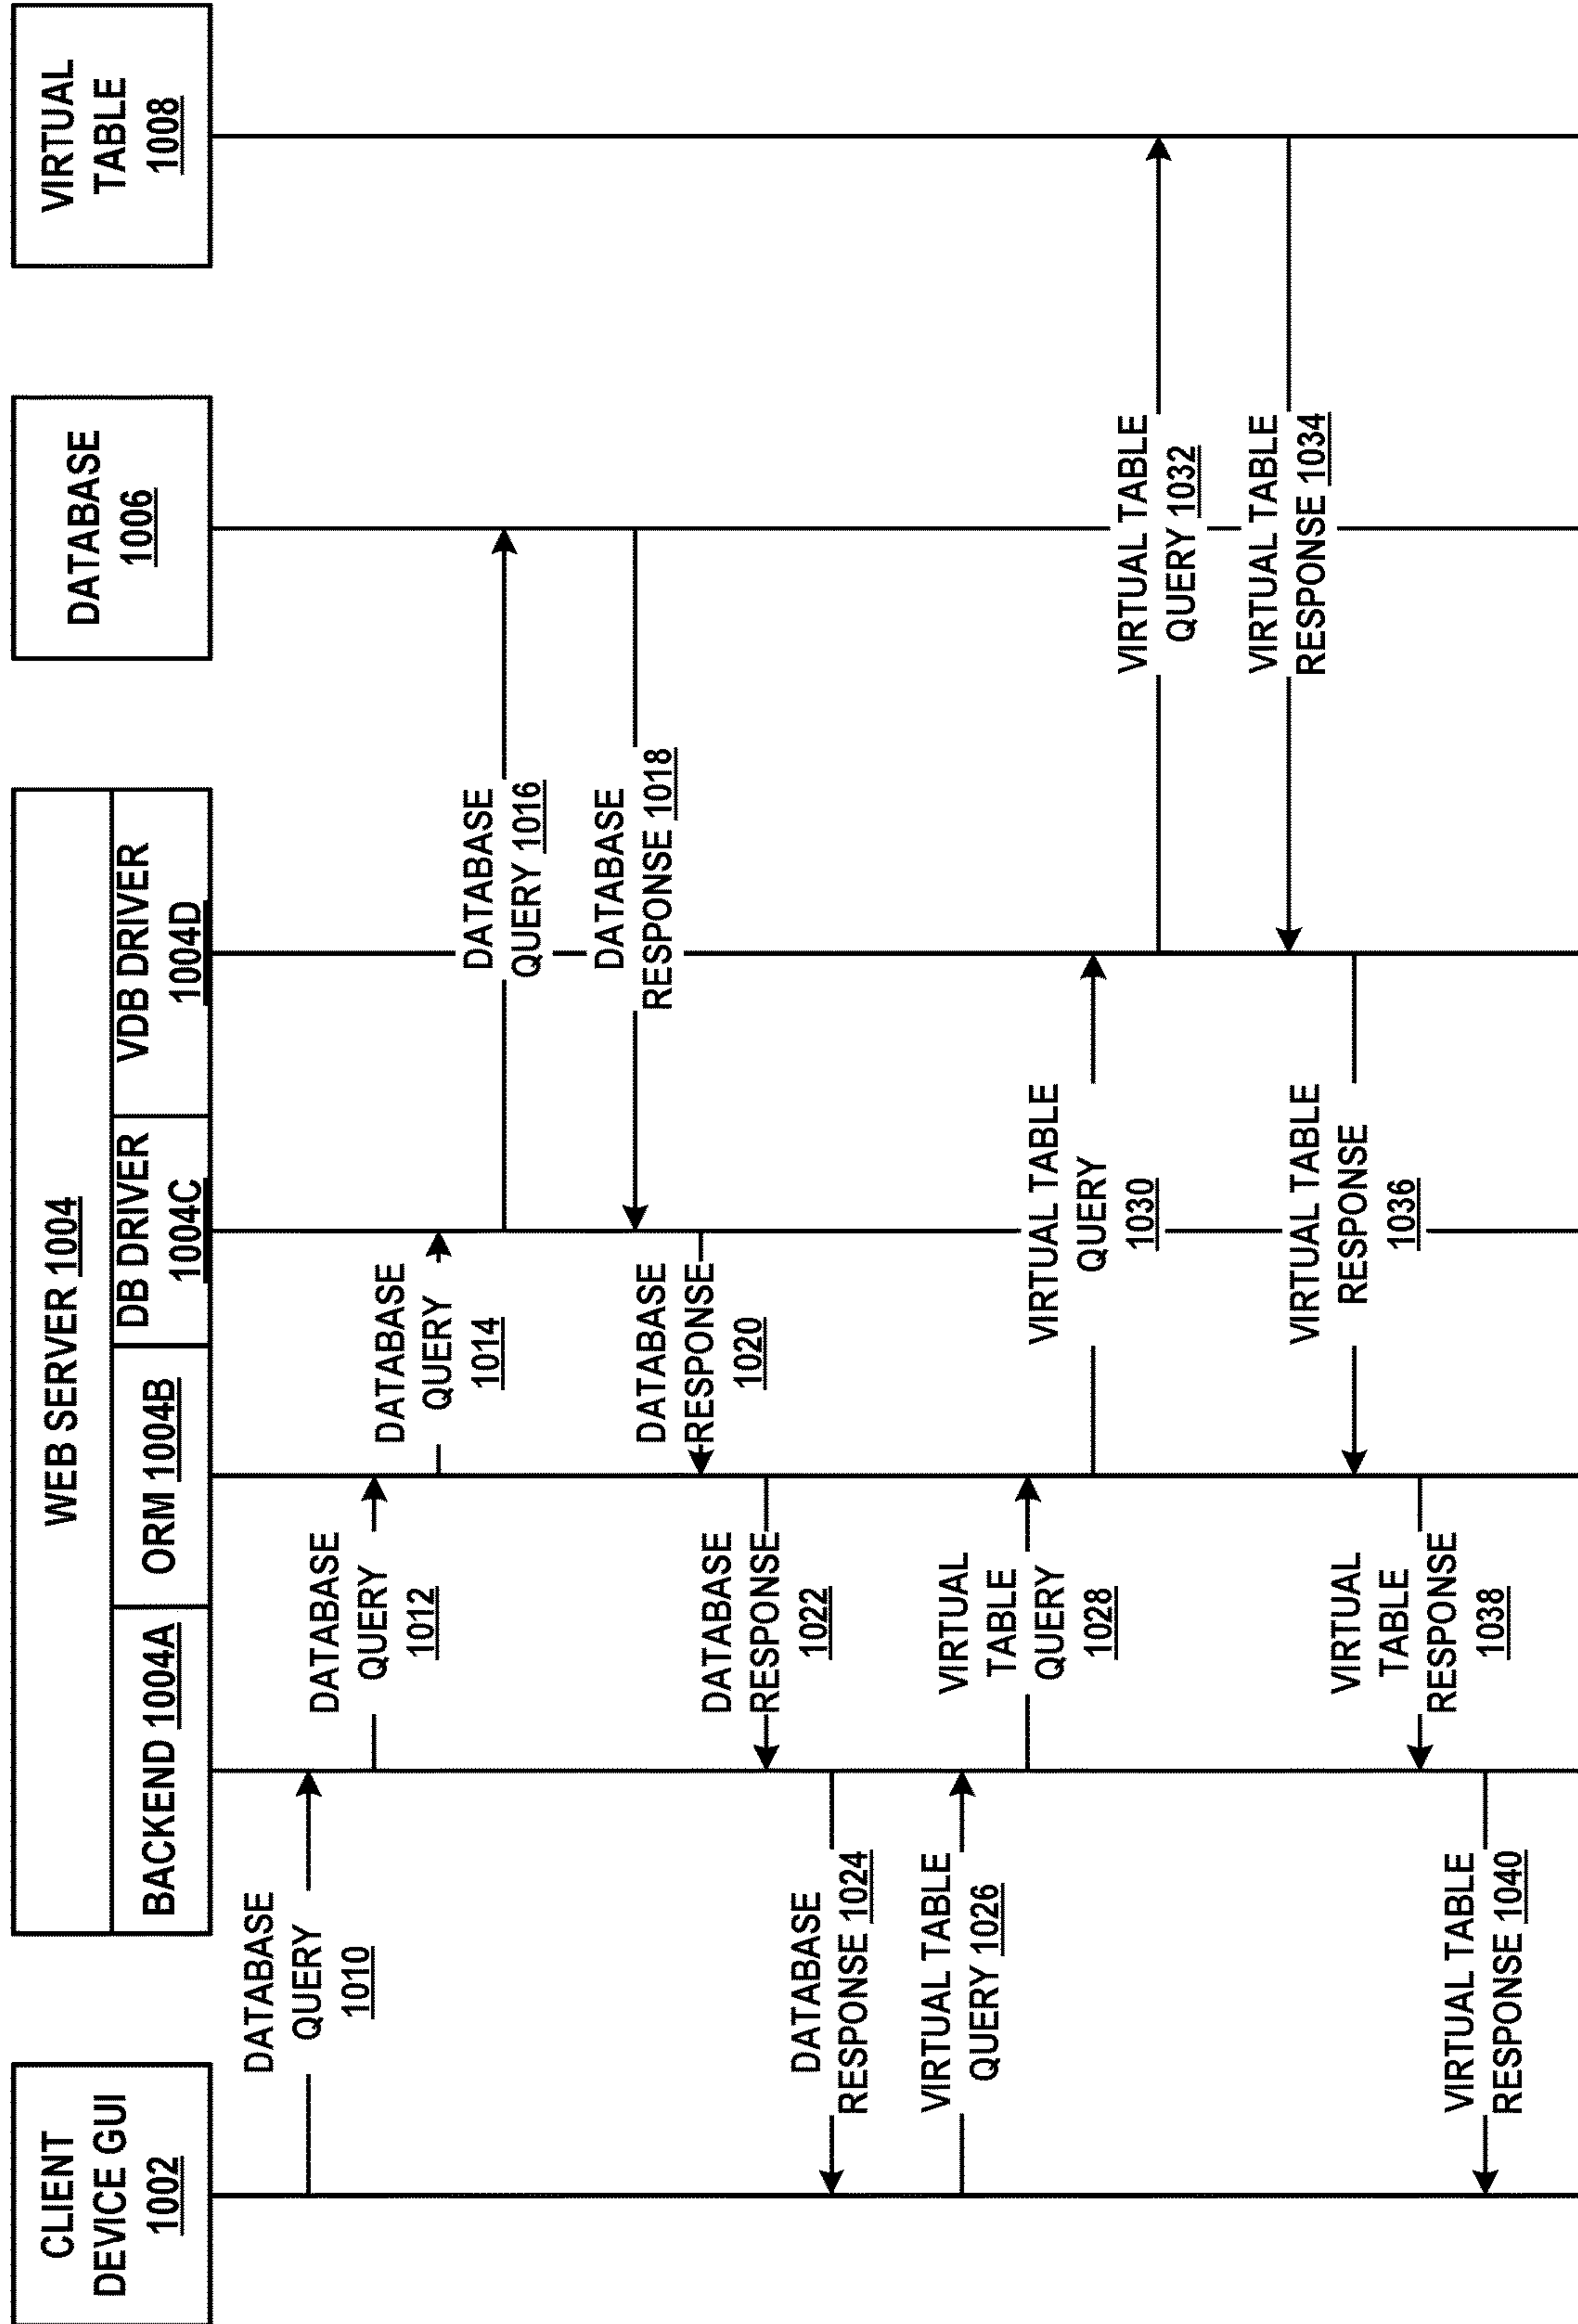 CLIENT
DEVICE GUI
1002
WEB SERVER 1004
BACKEND 1004A
ORM 1004B
DB DRIVER
1004C
VDB DRIVER
1004D
DATABASE
1006
VIRTUAL
TABLE
1008
DATABASE
QUERY
1010
DATABASE
QUERY
1012
DATABASE
QUERY
1014
DATABASE
QUERY 1016
DATABASE
RESPONSE 1018
DATABASE
RESPONSE
1020
DATABASE
RESPONSE
1022
DATABASE
RESPONSE 1024
VIRTUAL TABLE
QUERY 1026
VIRTUAL
TABLE
QUERY
1028
VIRTUAL TABLE
QUERY
1030
VIRTUAL TABLE
QUERY 1032
VIRTUAL TABLE
RESPONSE 1034
VIRTUAL TABLE
RESPONSE
1036
VIRTUAL
TABLE
RESPONSE
1038
VIRTUAL TABLE
RESPONSE 1040